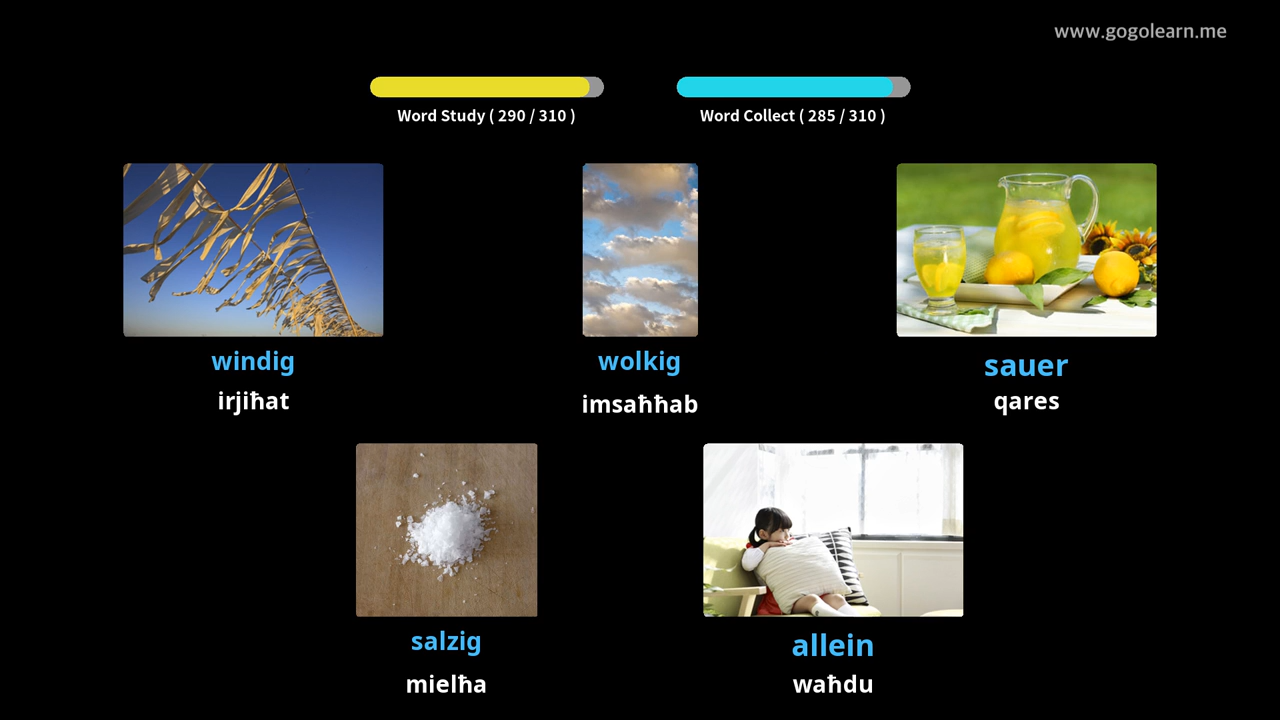 www.gogolearn.me
Word Study ( 290 / 310 )
Word Collect ( 285 / 310 )
windig
irjiħat
wolkig
imsaħħab
sauer
qares
salzig
mielħa
allein
waħdu